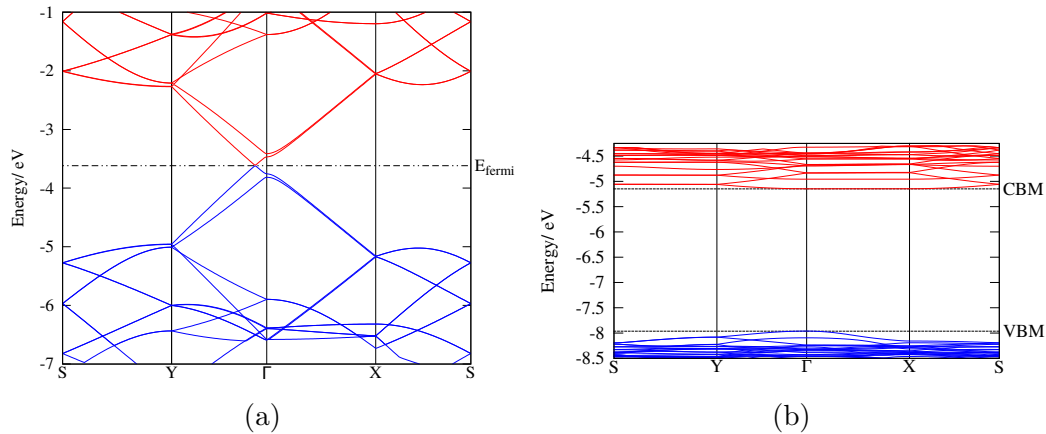 -1
-2
-3
-4
-5
-6
-7
Energy/ eV
S
Y
Γ
X
S
E_fermi
(a)
-4.5
-5
-5.5
-6
-6.5
-7
-7.5
-8
-8.5
Energy/ eV
S
Y
Γ
X
S
CBM
VBM
(b)